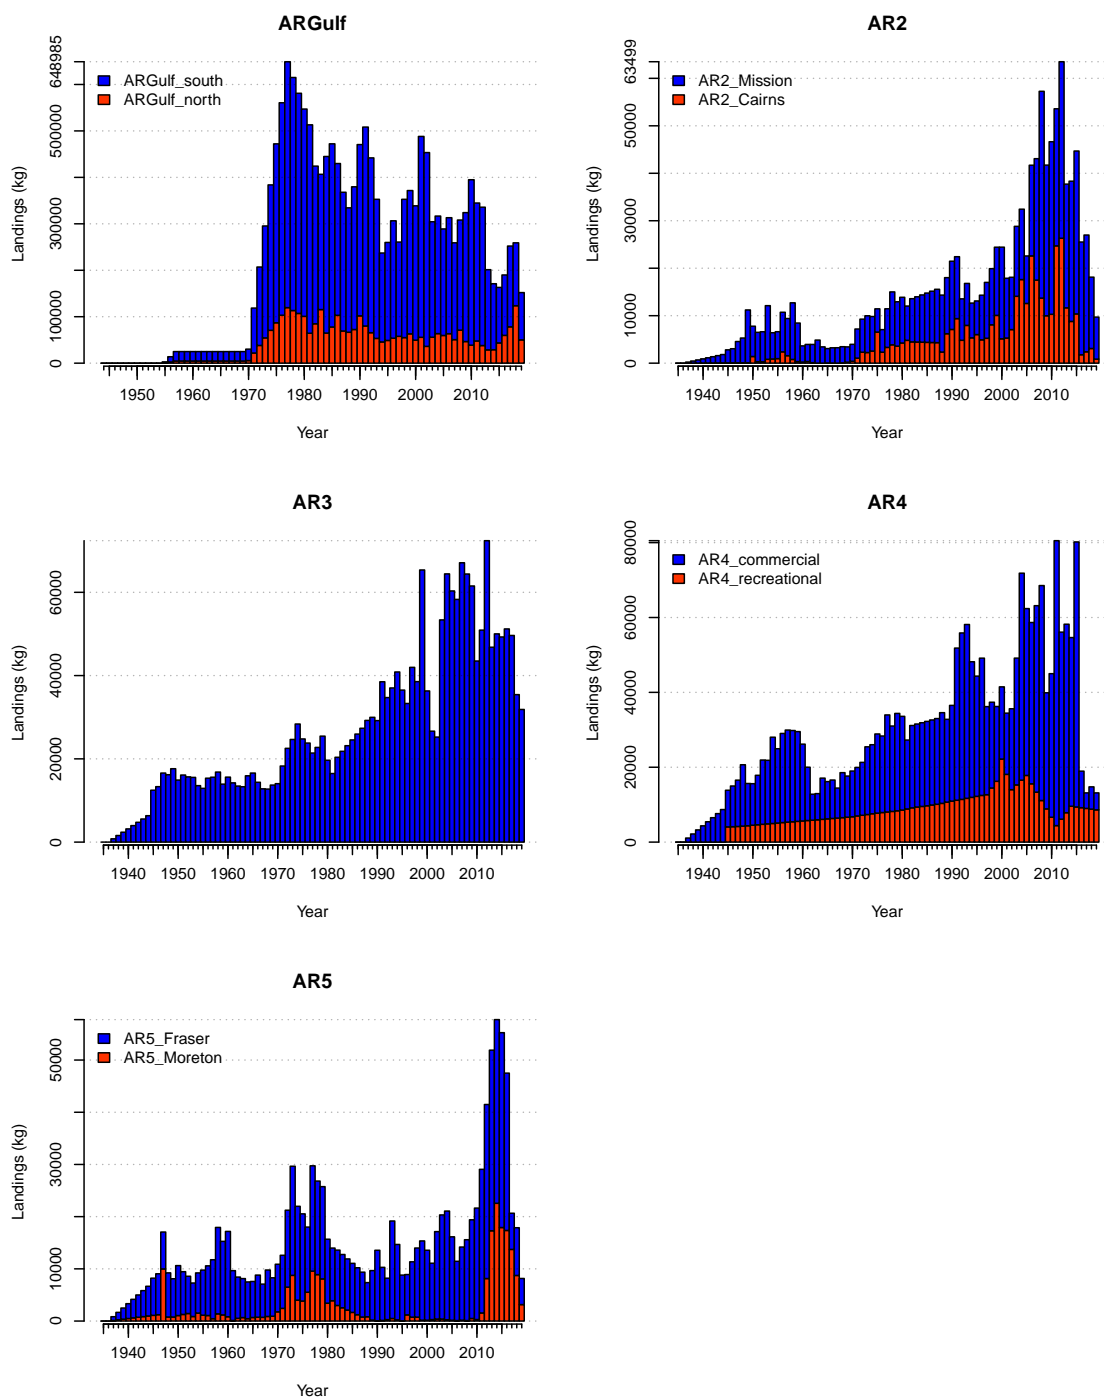 ARGulf
Landings (kg)
0
100000
300000
500000
648985
ARGulf_south
ARGulf_north
1950
1960
1970
1980
1990
2000
2010
Year
AR2
Landings (kg)
0
10000
30000
50000
63499
AR2_Mission
AR2_Cairns
1940
1950
1960
1970
1980
1990
2000
2010
Year
AR3
Landings (kg)
0
20000
40000
60000
1940
1950
1960
1970
1980
1990
2000
2010
Year
AR4
Landings (kg)
0
20000
40000
60000
80000
AR4_commercial
AR4_recreational
1940
1950
1960
1970
1980
1990
2000
2010
Year
AR5
Landings (kg)
0
10000
30000
50000
AR5_Fraser
AR5_Moreton
1940
1950
1960
1970
1980
1990
2000
2010
Year